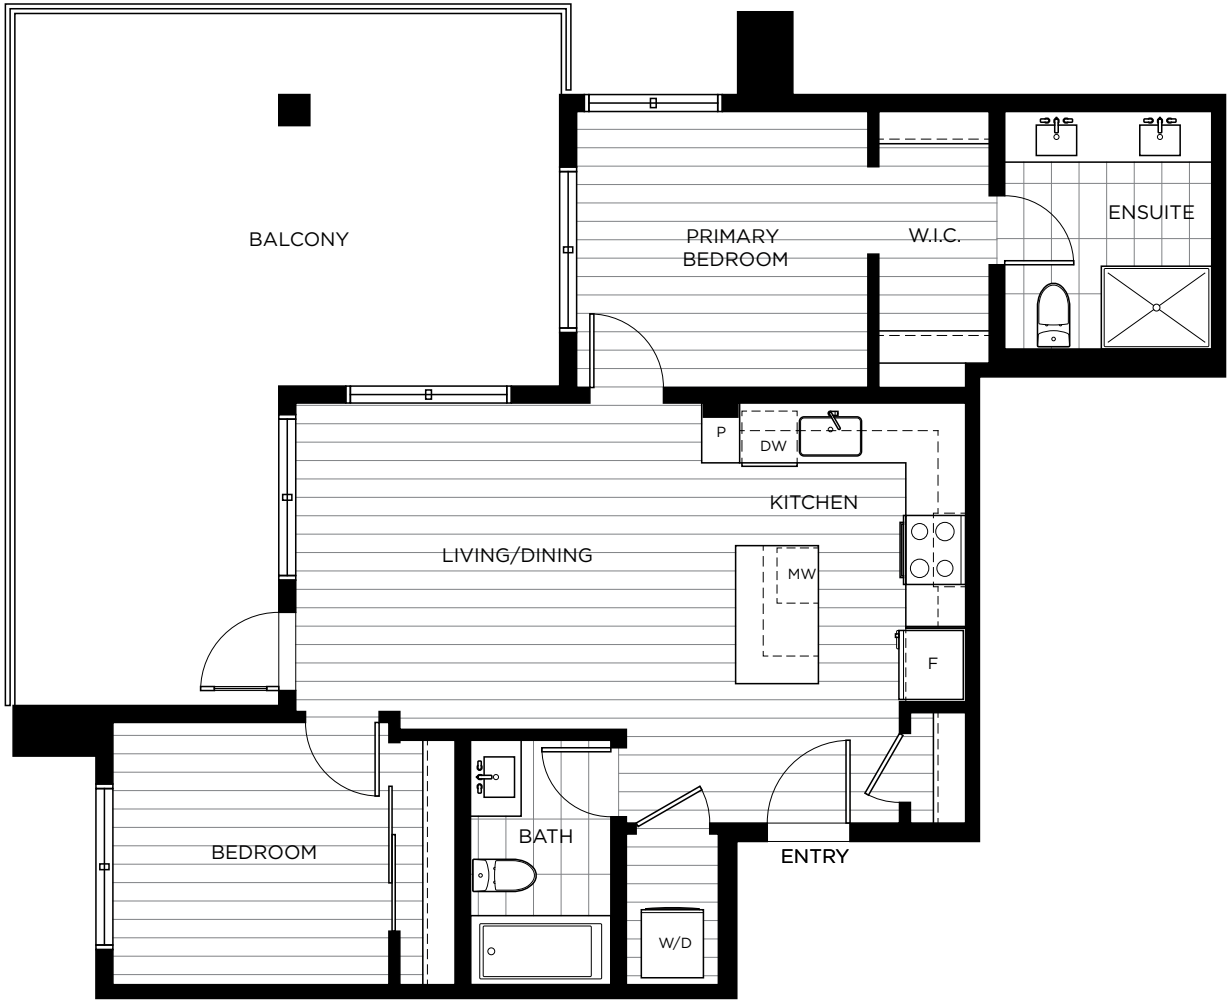 BALCONY
PRIMARY
BEDROOM
W.I.C.
ENSUITE
P
DW
KITCHEN
LIVING/DINING
MW
F
BEDROOM
BATH
ENTRY
W/D